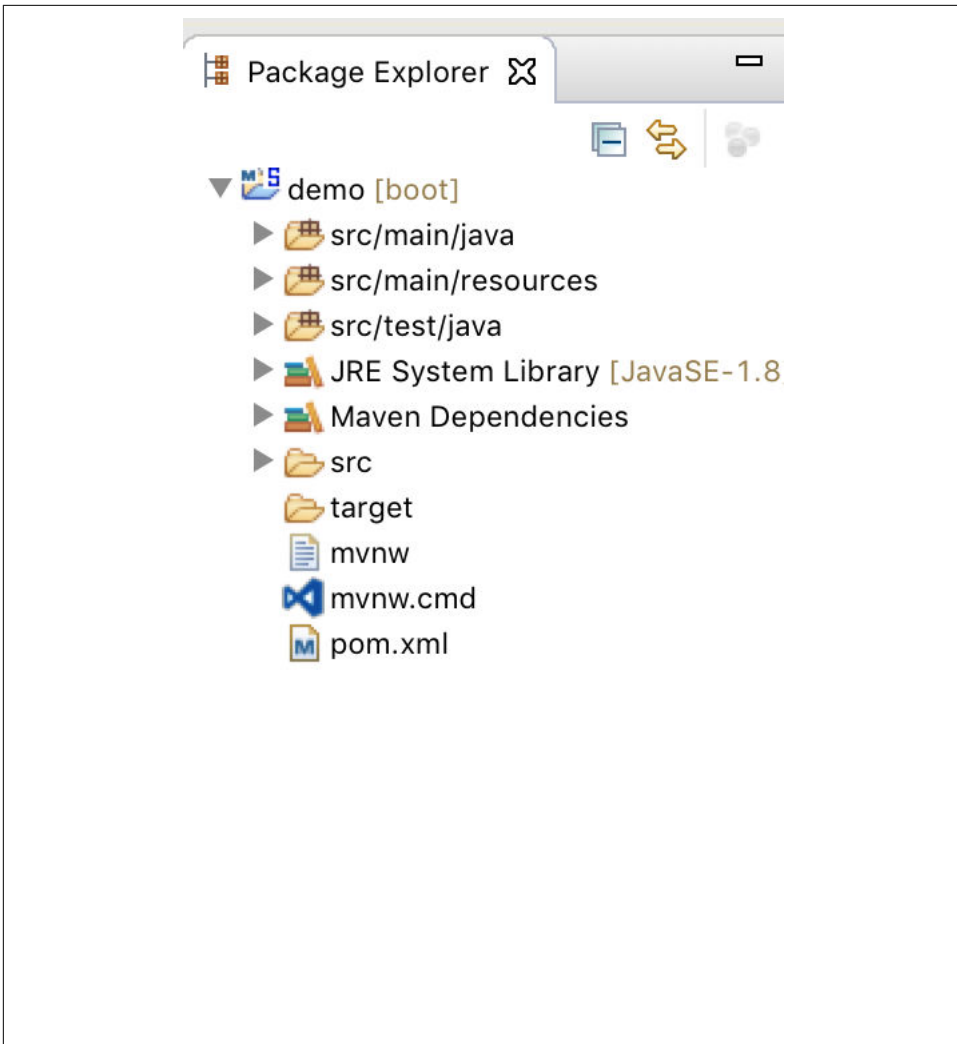 Package Explorer
demo [boot]
src/main/java
src/main/resources
src/test/java
JRE System Library [JavaSE-1.8
Maven Dependencies
src
target
mvnw
mvnw.cmd
pom.xml